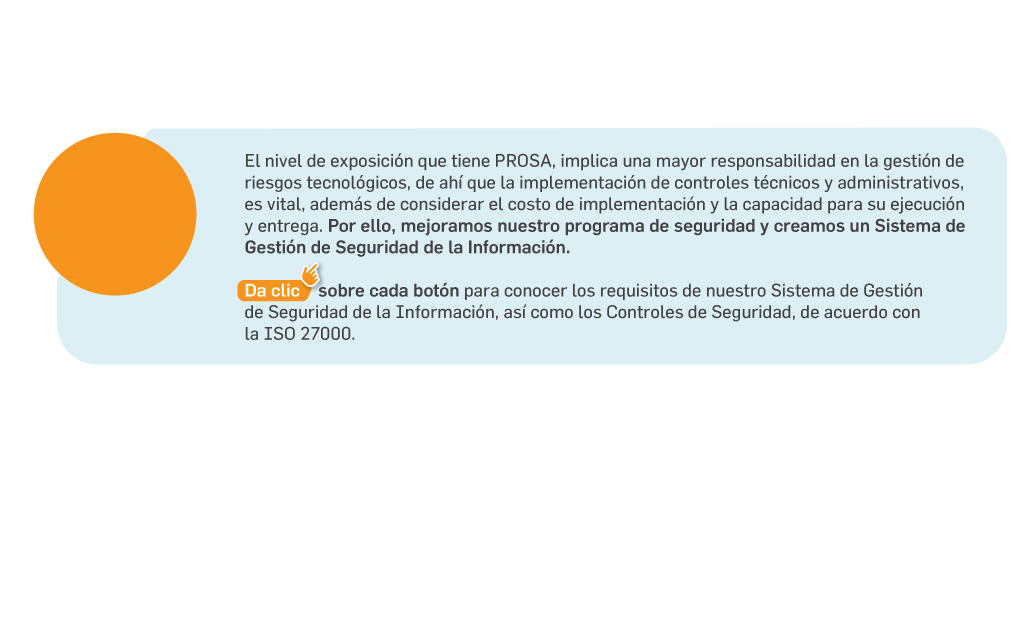 El nivel de exposición que tiene PROSA, implica una mayor responsabilidad en la gestión de
riesgos tecnológicos, de ahí que la implementación de controles técnicos y administrativos,
es vital, además de considerar el costo de implementación y la capacidad para su ejecución
y entrega. Por ello, mejoramos nuestro programa de seguridad y creamos un Sistema de
Gestión de Seguridad de la Información.
Da clic sobre cada botón para conocer los requisitos de nuestro Sistema de Gestión
de Seguridad de la Información, así como los Controles de Seguridad, de acuerdo con
la ISO 27000.